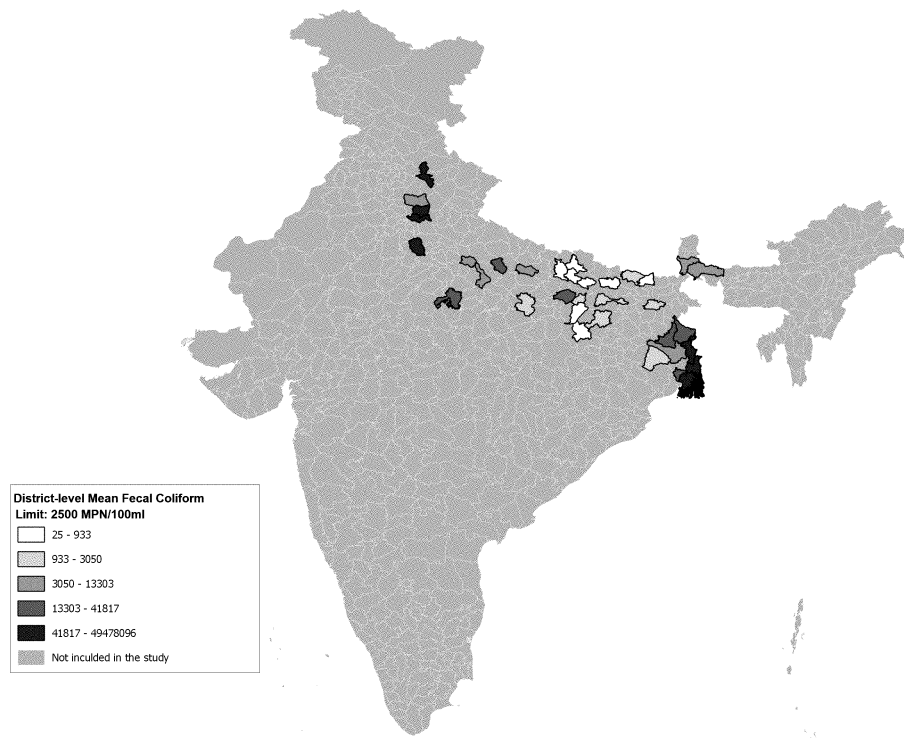 District-level Mean Fecal Coliform
Limit: 2500 MPN/100ml
25 - 933
933 - 3050
3050 - 13303
13303 - 41817
41817 - 49478096
Not inculded in the study